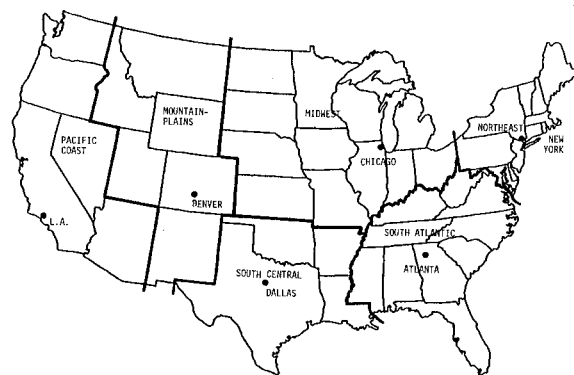 MOUNTAIN-
PLAINS
MIDWEST
NORTHEAST
NEW
YORK
PACIFIC
COAST
CHICAGO
DENVER
L.A.
SOUTH ATLANTIC
ATLANTA
SOUTH CENTRAL
DALLAS